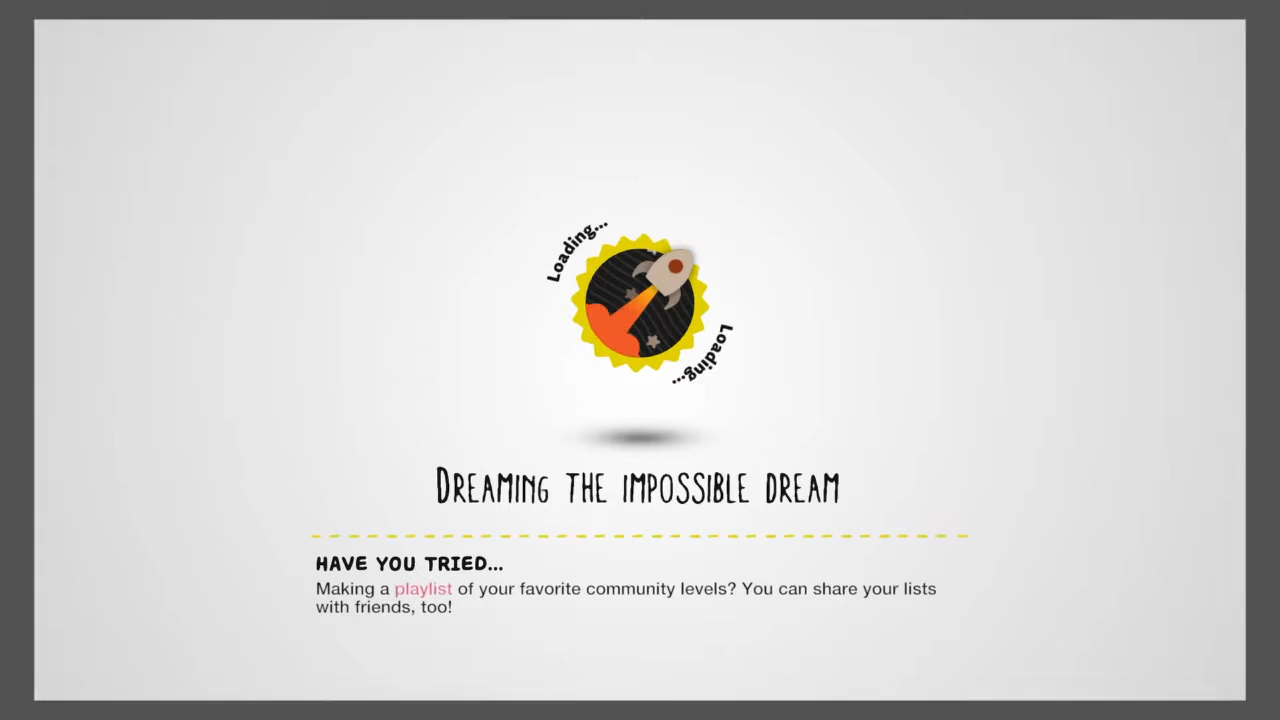 Loading...
Loading...
DREAMING THE IMPOSSIBLE DREAM
HAVE YOU TRIED...
Making a playlist of your favorite community levels? You can share your lists
with friends, too!